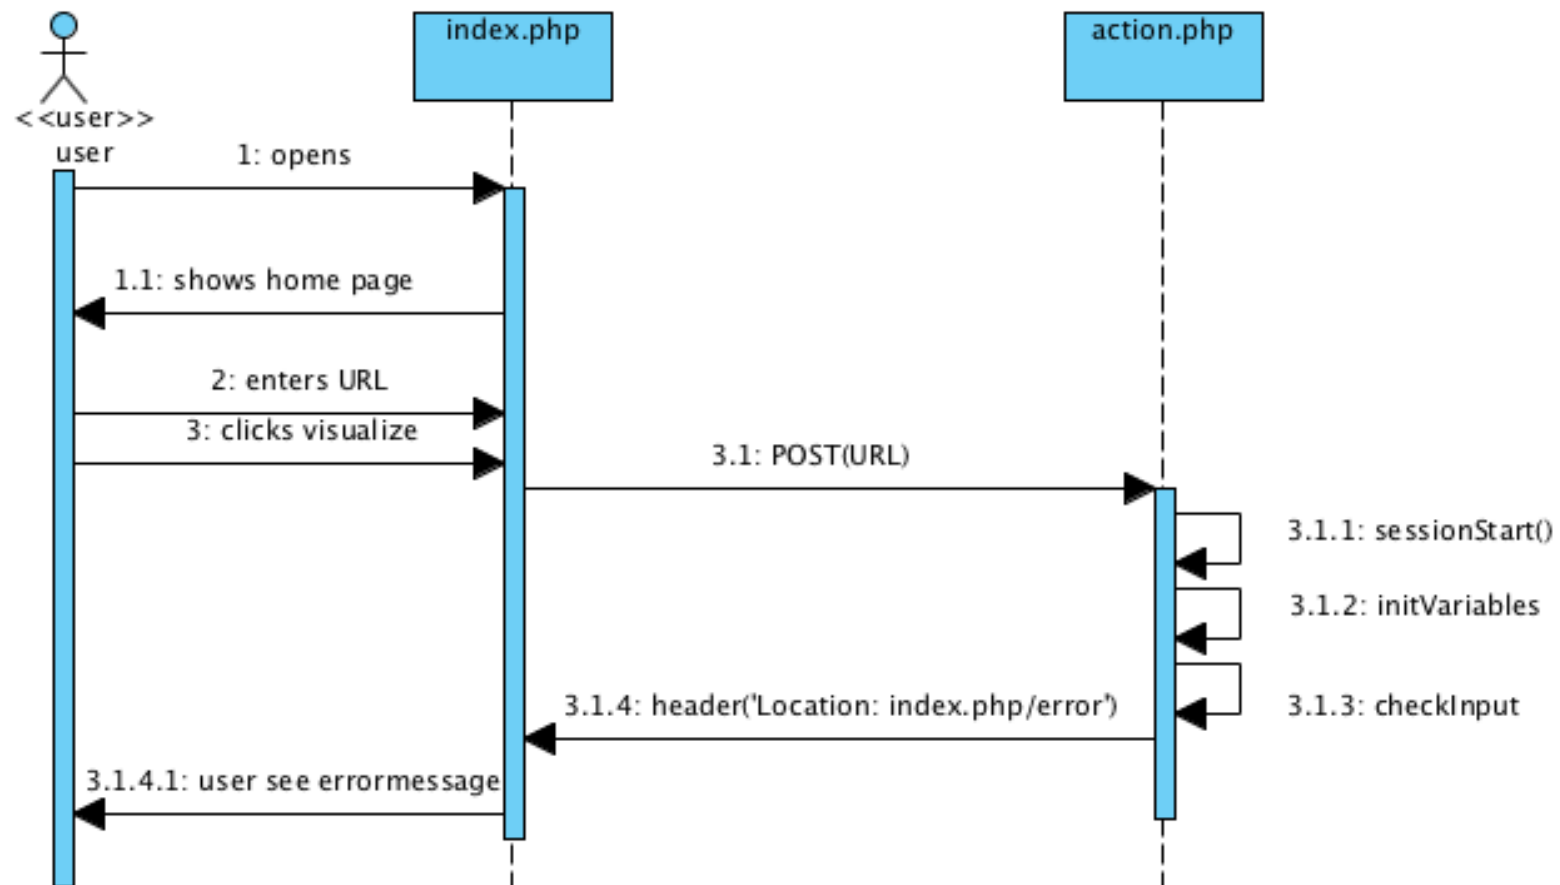 index.php
action.php
<<user>>
user
1: opens
1.1: shows home page
2: enters URL
3: clicks visualize
3.1: POST(URL)
3.1.1: sessionStart()
3.1.2: initVariables
3.1.3: checkInput
3.1.4: header('Location: index.php/error')
3.1.4.1: user see errormessage